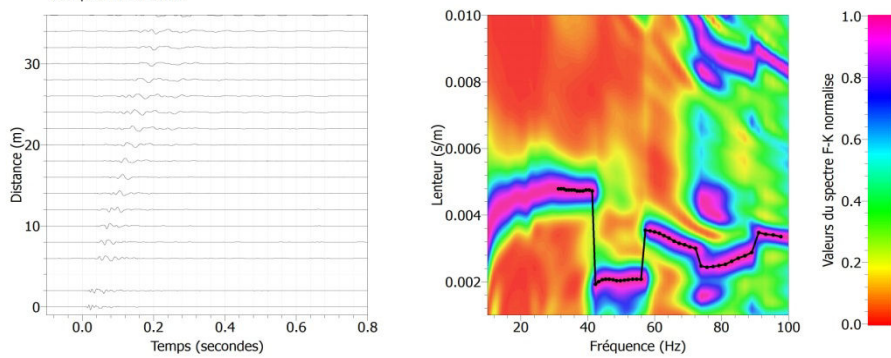 0.010
1.0
30
0.8
0.008
20
0.6
0.006
10
0.4
0.004
0
0.2
0.002
0.0
0.0 0.2 0.4 0.6 0.8
20 40 60 80 100
Distance (m)
Temps (secondes)
Lenteur (s/m)
Fréquence (Hz)
Valeurs du spectre F-K normalise